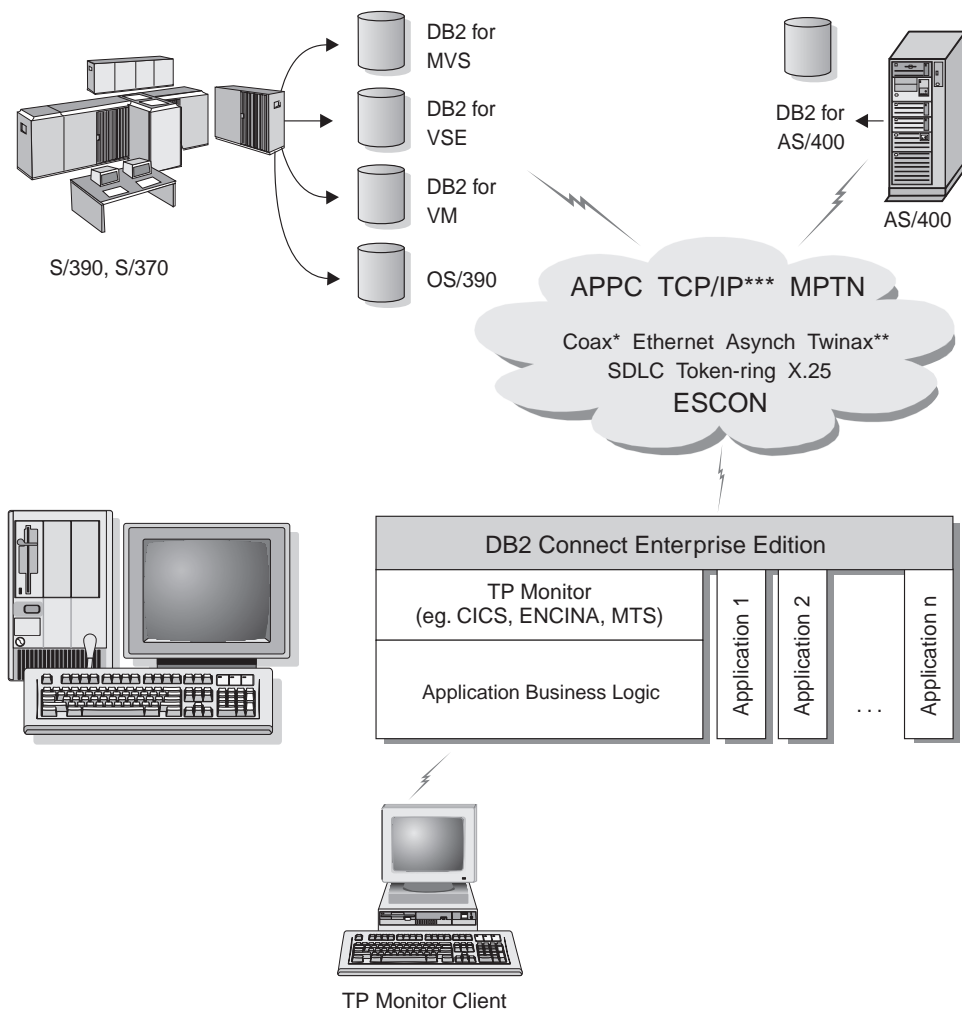 DB2 for
MVS
DB2 for
VSE
DB2 for
VM
OS/390
S/390, S/370
DB2 for
AS/400
AS/400
APPC TCP/IP*** MPTN
Coax* Ethernet Asynch Twinax**
SDLC Token-ring X.25
ESCON
DB2 Connect Enterprise Edition
TP Monitor
(eg. CICS, ENCINA, MTS)
Application Business Logic
Application 1
Application 2
...
Application n
TP Monitor Client